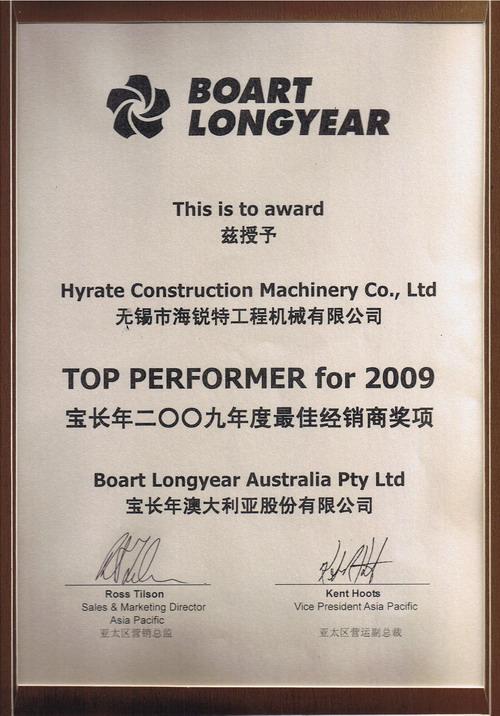 BOART
LONGYEAR
This is to award
兹授予
Hyrate Construction Machinery Co., Ltd
无锡市海锐特工程机械有限公司
TOP PERFORMER for 2009
宝长年二〇〇九年度最佳经销商奖项
Boart Longyear Australia Pty Ltd
宝长年澳大利亚股份有限公司
Ross Tilson
Sales & Marketing Director
Asia Pacific
亚太区营销总监
Kent Hoots
Vice President Asia Pacific
亚太区营运副总裁